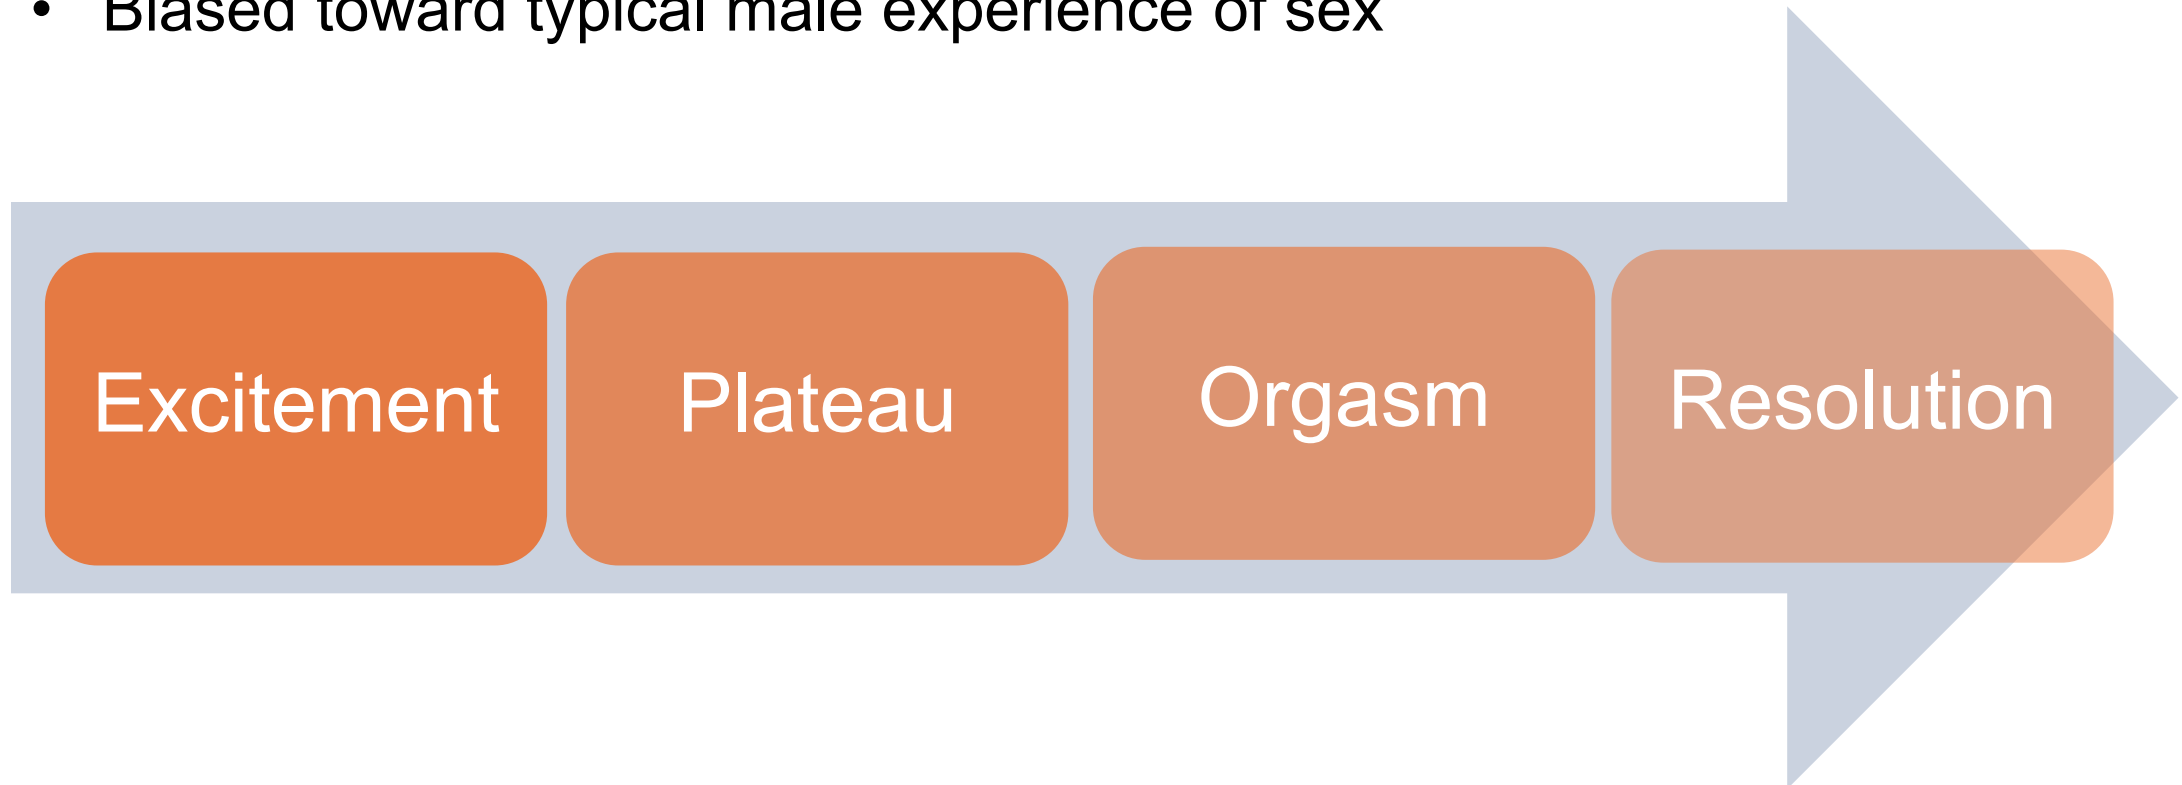 • Biased toward typical male experience of sex
Excitement
Plateau
Orgasm
Resolution